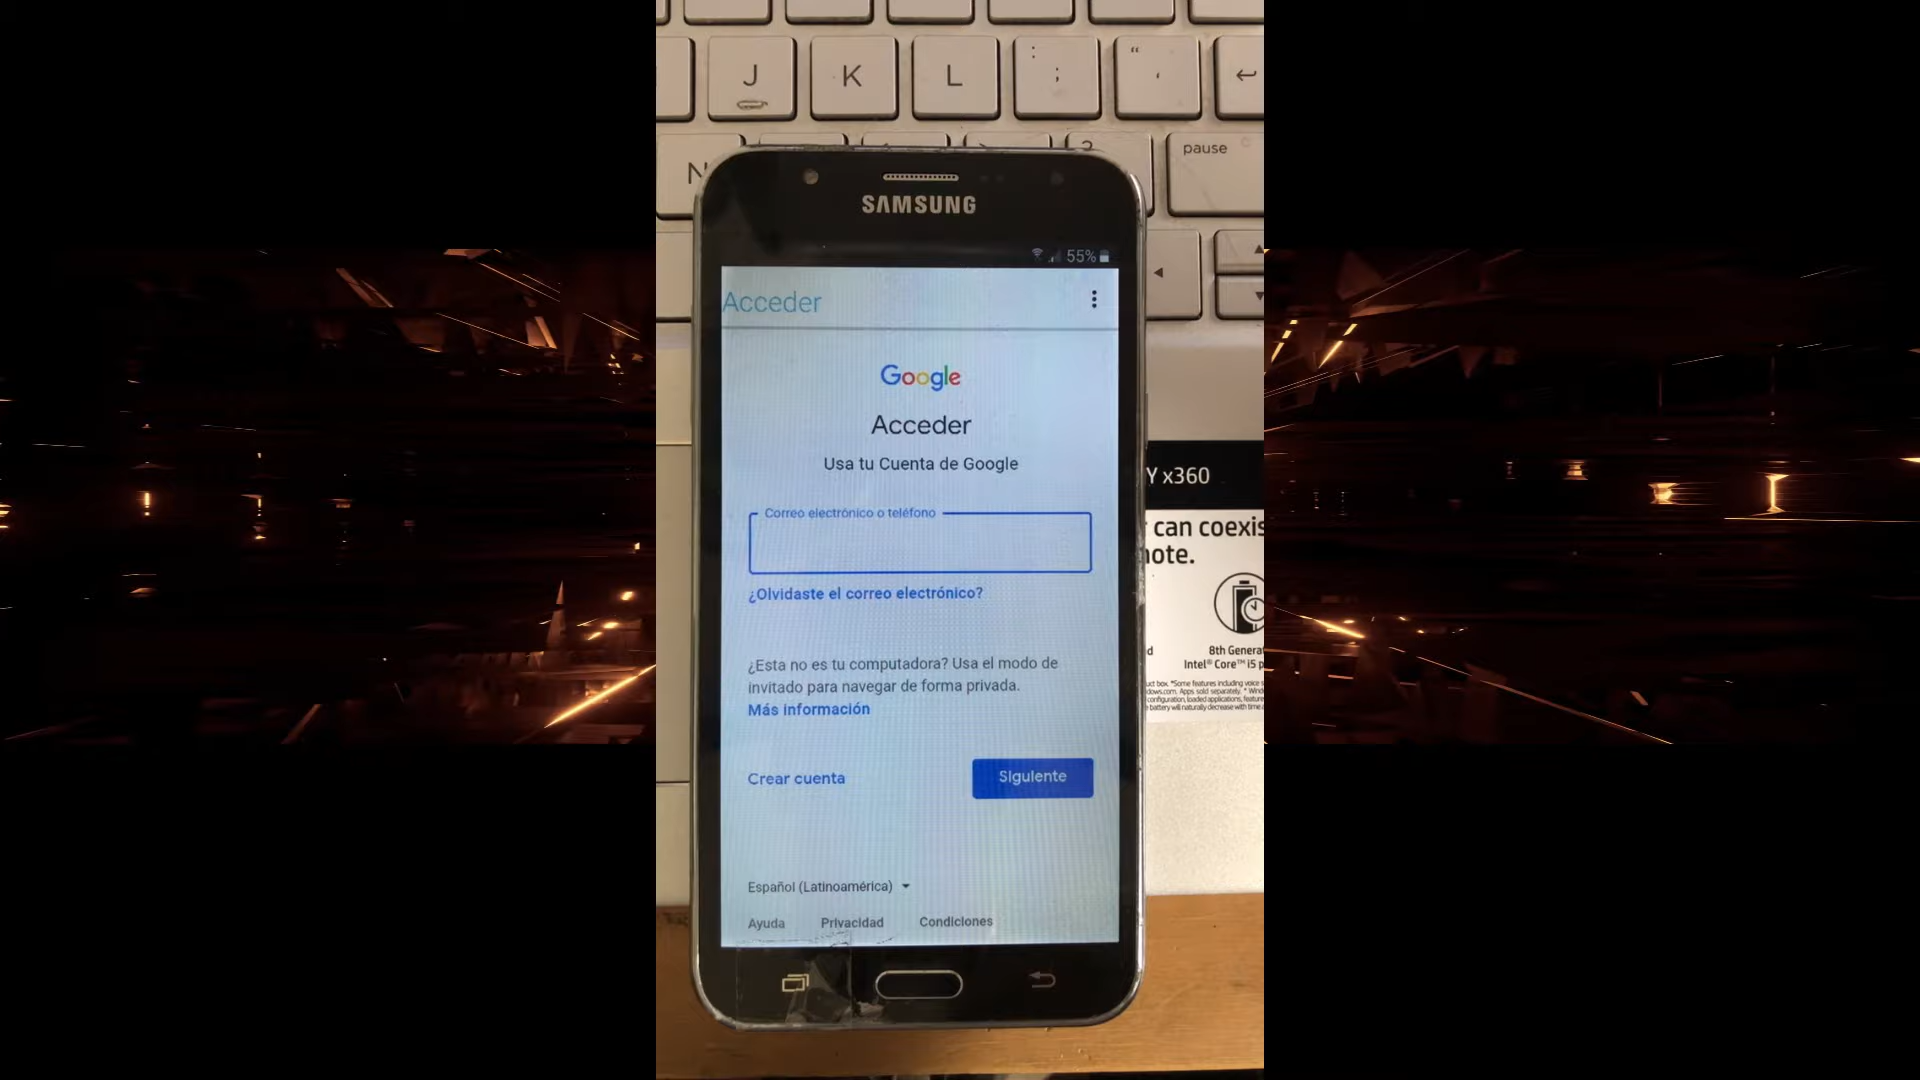 J K L : ; “ ‘
pause
SAMSUNG
55%
Acceder
Google
Acceder
Usa tu Cuenta de Google
Correo electrónico o teléfono
¿Olvidaste el correo electrónico?
¿Esta no es tu computadora? Usa el modo de
invitado para navegar de forma privada.
Más información
Crear cuenta
Siguiente
Español (Latinoamérica)
Ayuda Privacidad Condiciones
Y x360
can coexis
note.
8th Genera
Intel® Core™ i5 p